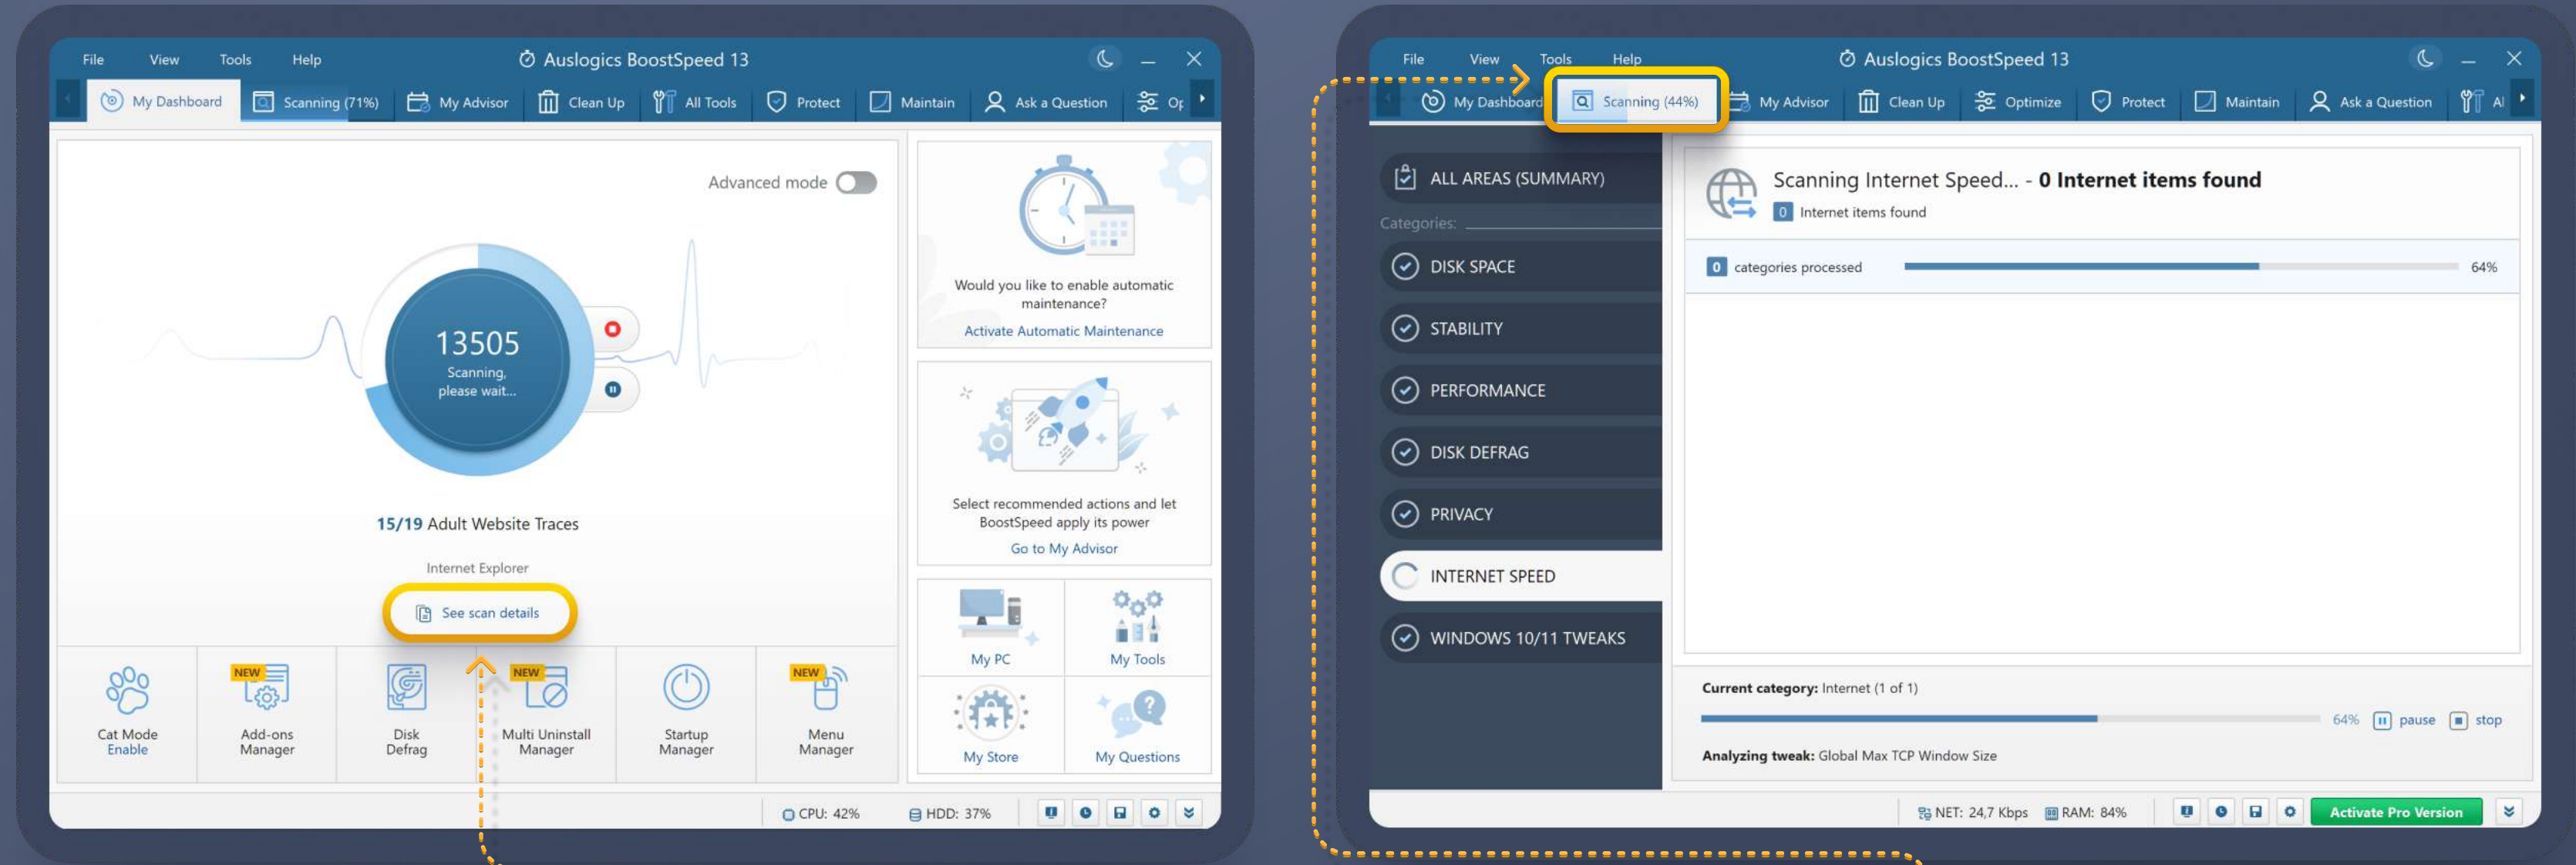 File View Tools Help
Auslogics BoostSpeed 13
My Dashboard
Scanning (71%)
My Advisor
Clean Up
All Tools
Protect
Maintain
Ask a Question
Advanced mode
13505
Scanning,
please wait...
15/19 Adult Website Traces
Internet Explorer
See scan details
Would you like to enable automatic
maintenance?
Activate Automatic Maintenance
Select recommended actions and let
BoostSpeed apply its power
Go to My Advisor
My PC
My Tools
My Store
My Questions
Cat Mode
Enable
NEW
Add-ons
Manager
Disk
Defrag
NEW
Multi Uninstall
Manager
Startup
Manager
NEW
Menu
Manager
CPU: 42%
HDD: 37%
File View Tools Help
Auslogics BoostSpeed 13
My Dashboard
Scanning (44%)
My Advisor
Clean Up
Optimize
Protect
Maintain
Ask a Question
ALL AREAS (SUMMARY)
Categories:
DISK SPACE
STABILITY
PERFORMANCE
DISK DEFRAG
PRIVACY
INTERNET SPEED
WINDOWS 10/11 TWEAKS
Scanning Internet Speed... - 0 Internet items found
0 Internet items found
0 categories processed 64%
Current category: Internet (1 of 1)
64% pause stop
Analyzing tweak: Global Max TCP Window Size
NET: 24,7 Kbps
RAM: 84%
Activate Pro Version